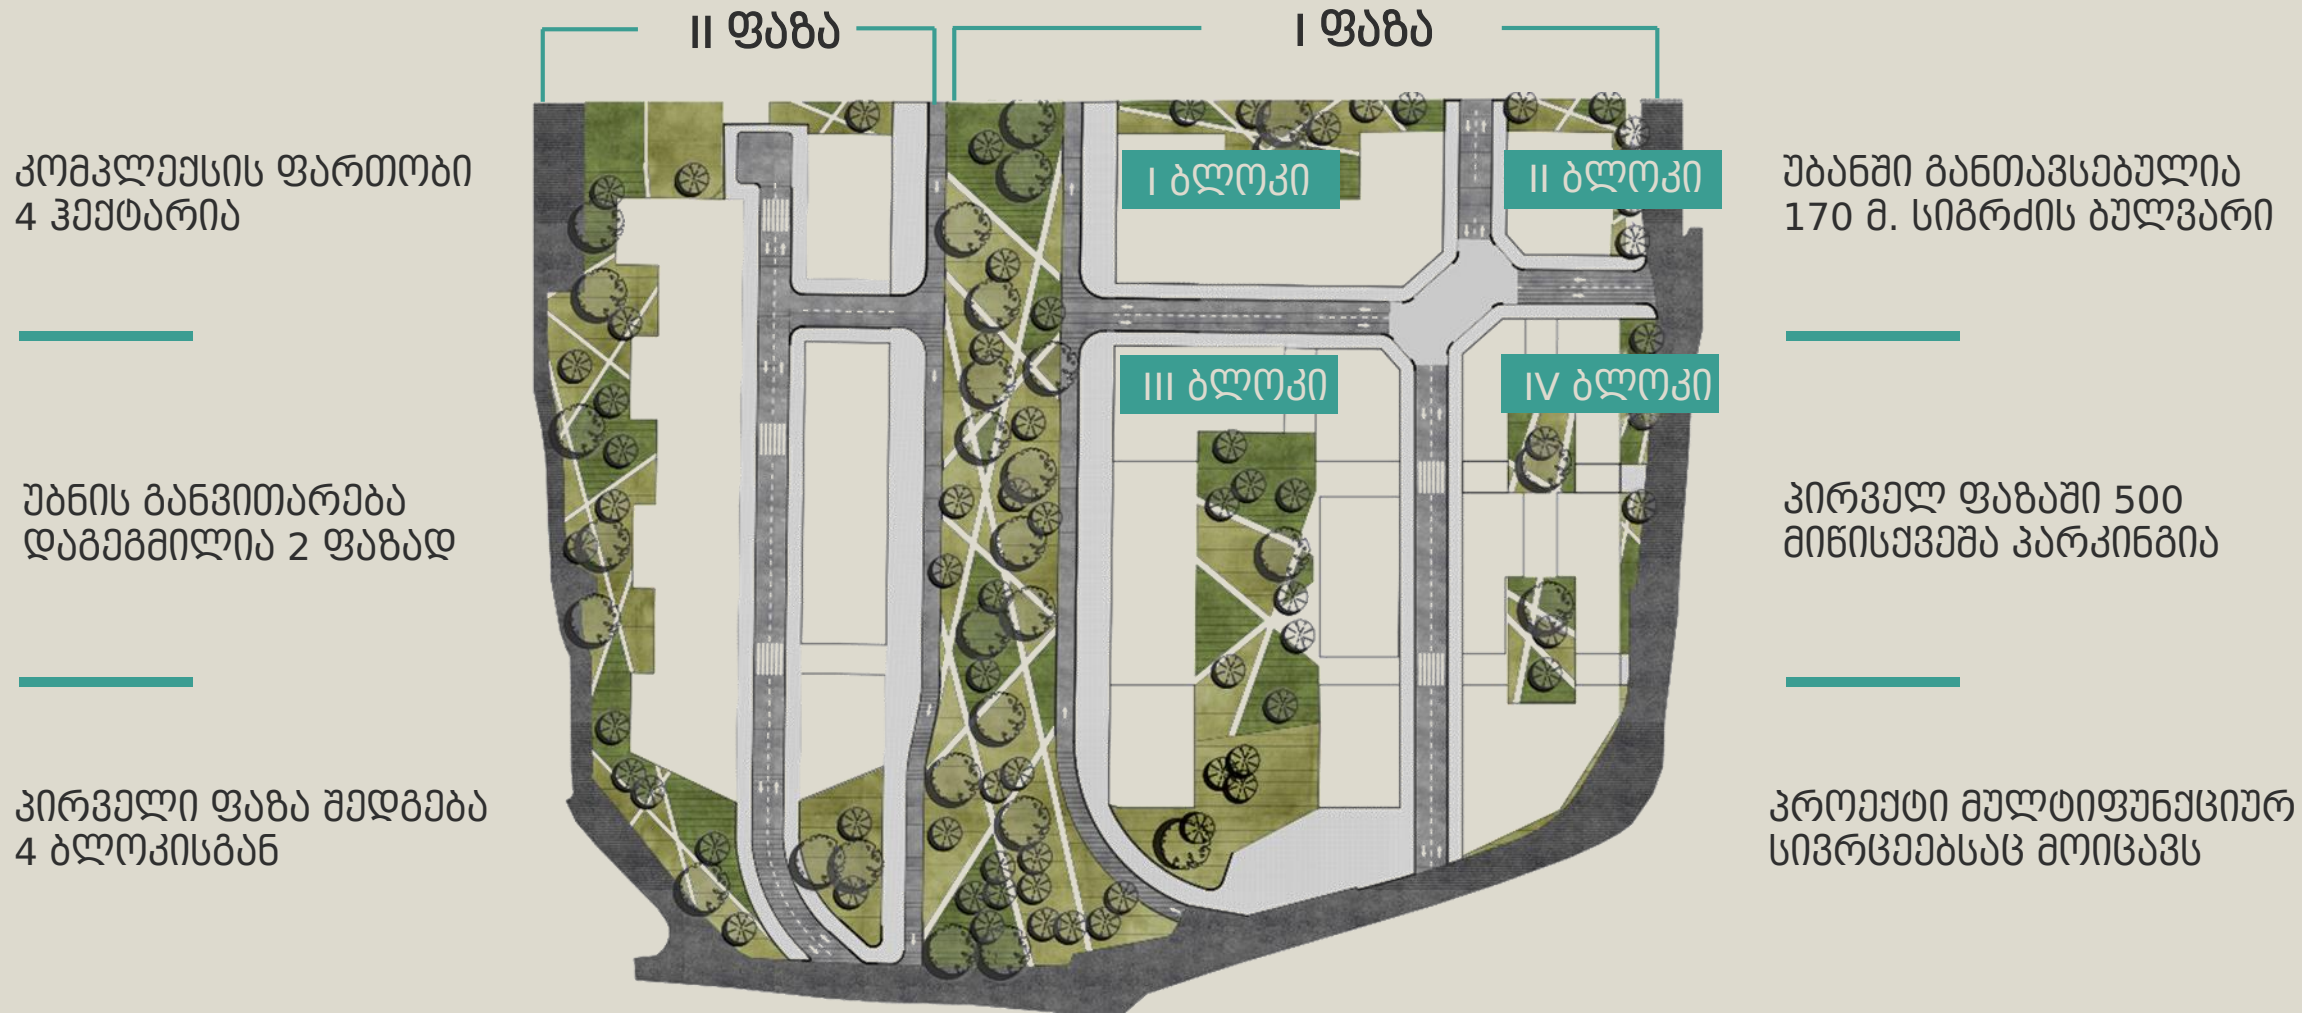 II ფაზა
I ფაზა
კომპლექსის ფართობი
4 ჰექტარია
უბნის განვითარება
დაგეგმილია 2 ფაზად
პირველი ფაზა შედგება
4 ბლოკისგან
I ბლოკი
II ბლოკი
III ბლოკი
IV ბლოკი
უბანში განთავსებულია
170 მ. სიგრძის ბულვარი
პირველ ფაზაში 500
მიწისქვეშა პარკინგია
პროექტი მულტიფუნქციურ
სივრცეებსაც მოიცავს